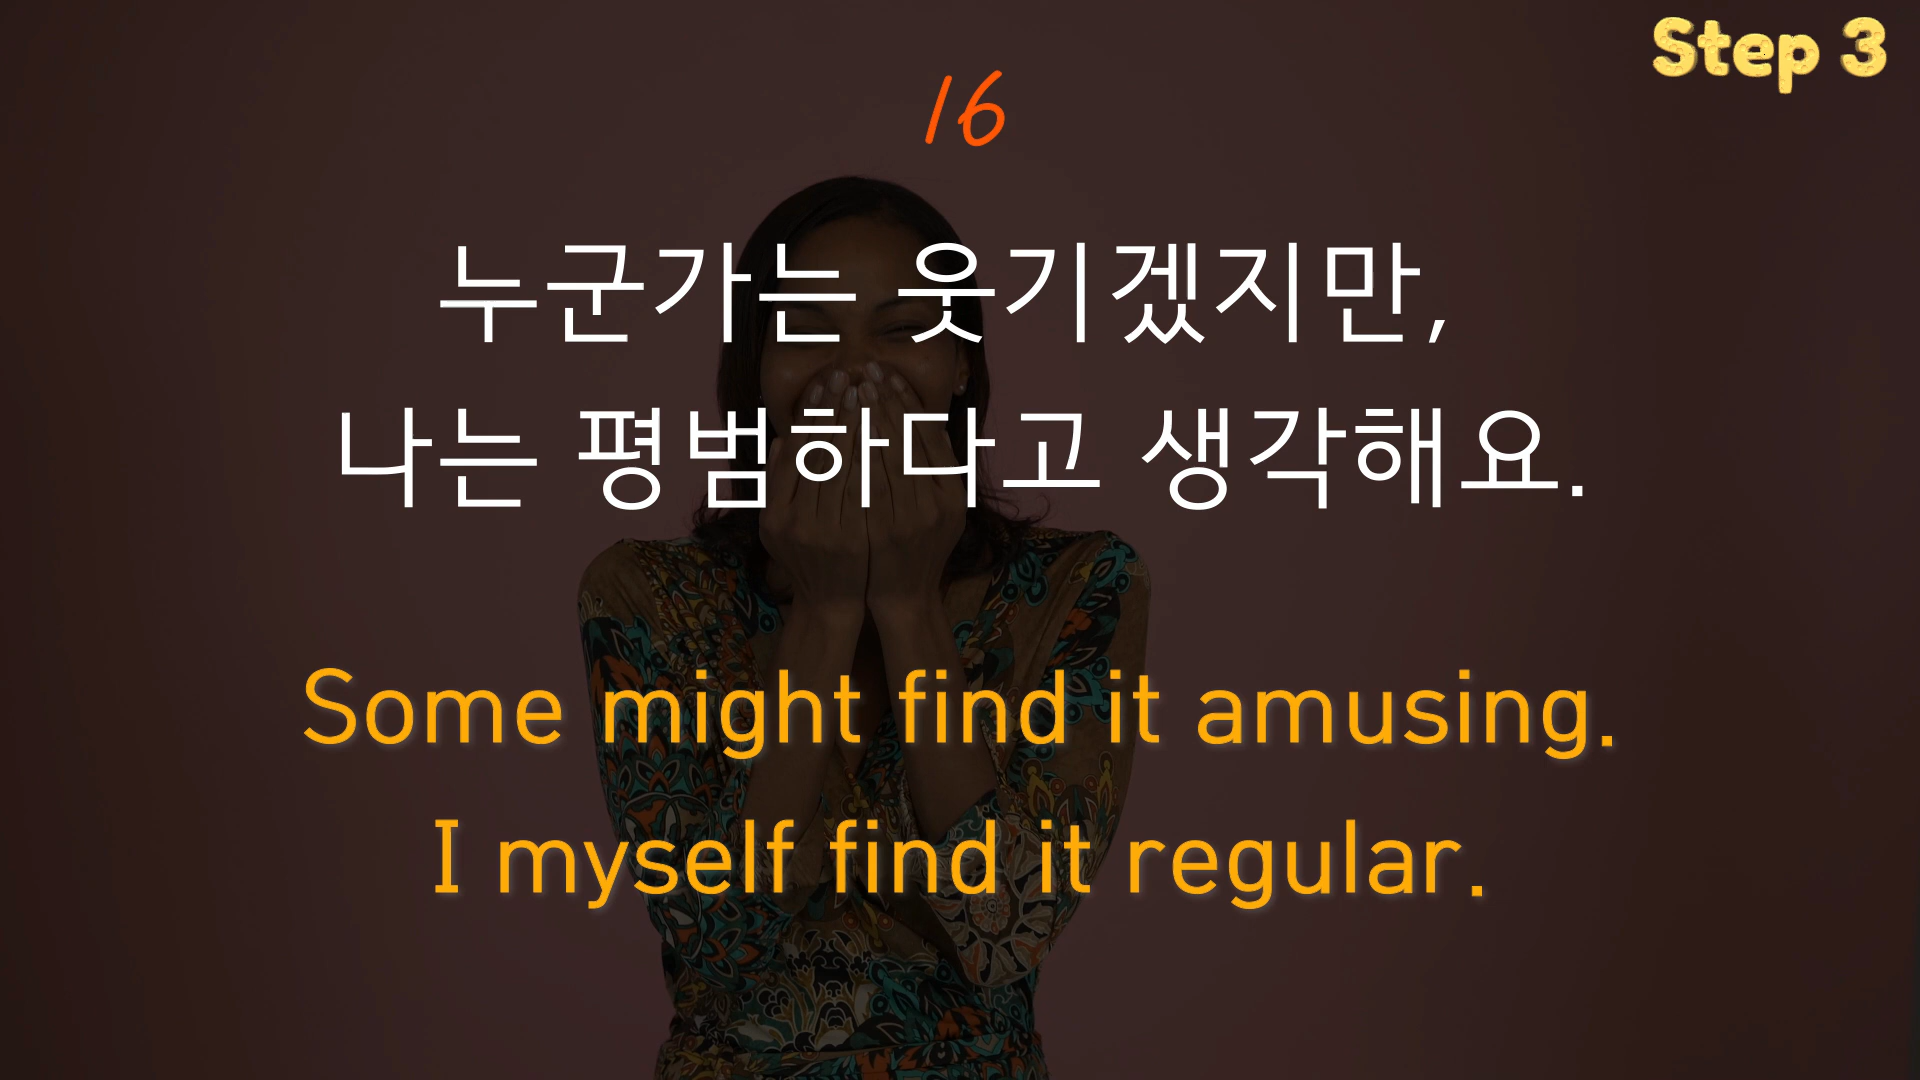 Step 3
16
누군가는 웃기겠지만,
나는 평범하다고 생각해요.
Some might find it amusing.
I myself find it regular.